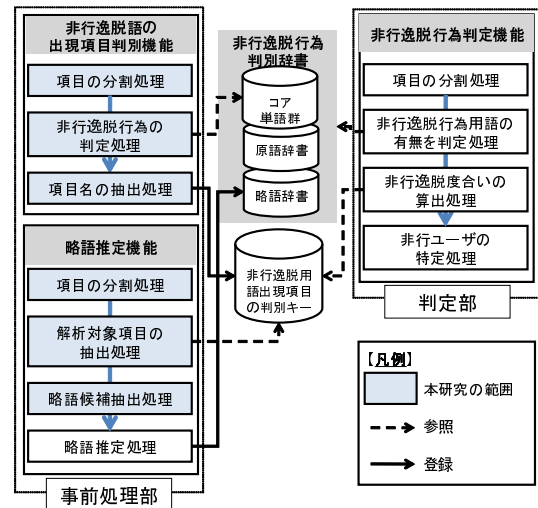 非行逸脱語の
出現項目判別機能
項目の分割処理
非行逸脱行為の
判定処理
項目名の抽出処理
略語推定機能
項目の分割処理
解析対象項目の
抽出処理
略語候補抽出処理
略語推定処理
事前処理部
非行逸脱行為
判別辞書
コア
単語群
原語辞書
略語辞書
非行逸脱用
語出現項目
の判別キー
非行逸脱行為判定機能
項目の分割処理
非行逸脱行為用語の
有無を判定処理
非行逸脱度合いの
算出処理
非行ユーザの
特定処理
判定部
【凡例】
本研究の範囲
参照
登録